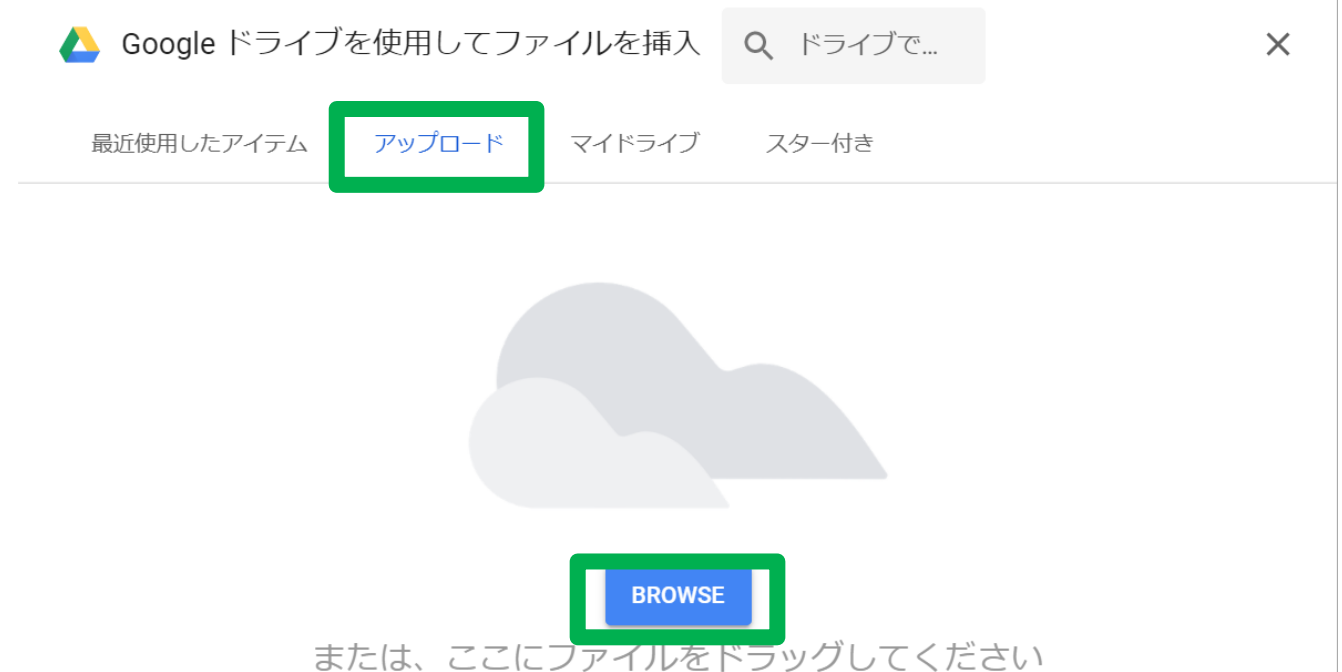 Google ドライブを使用してファイルを挿入 ドライブで...
最近使用したアイテム アップロード マイドライブ スター付き
BROWSE
または、ここにファイルをドラッグしてください